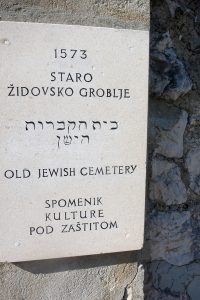 1573
STARO
ŽIDOVSKO GROBLJE
בית הקברות
הישן
OLD JEWISH CEMETERY
SPOMENIK
KULTURE
POD ZAŠTITOM